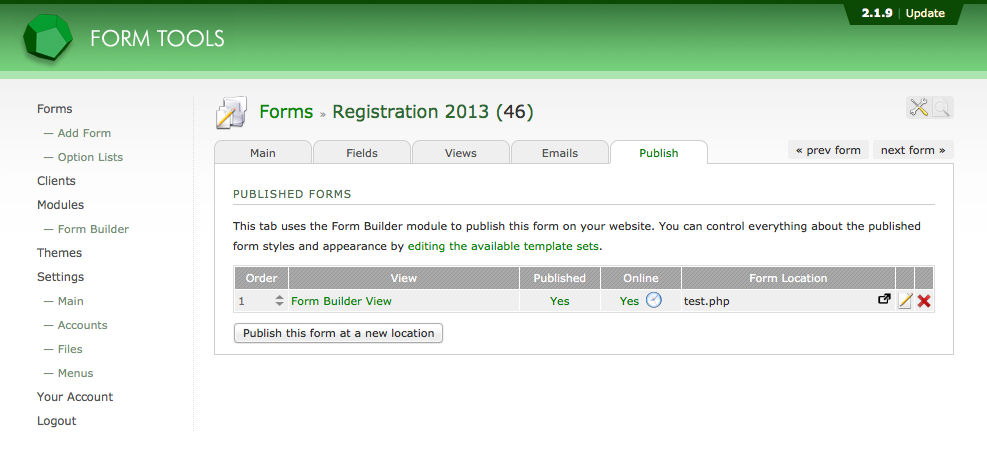 2.1.9 | Update
FORM TOOLS
Forms
— Add Form
— Option Lists
Clients
Modules
— Form Builder
Themes
Settings
— Main
— Accounts
— Files
— Menus
Your Account
Logout
Forms » Registration 2013 (46)
Main Fields Views Emails Publish
« prev form next form »
PUBLISHED FORMS
This tab uses the Form Builder module to publish this form on your website. You can control everything about the published
form styles and appearance by editing the available template sets.
Order View Published Online Form Location
1 Form Builder View Yes Yes test.php
Publish this form at a new location